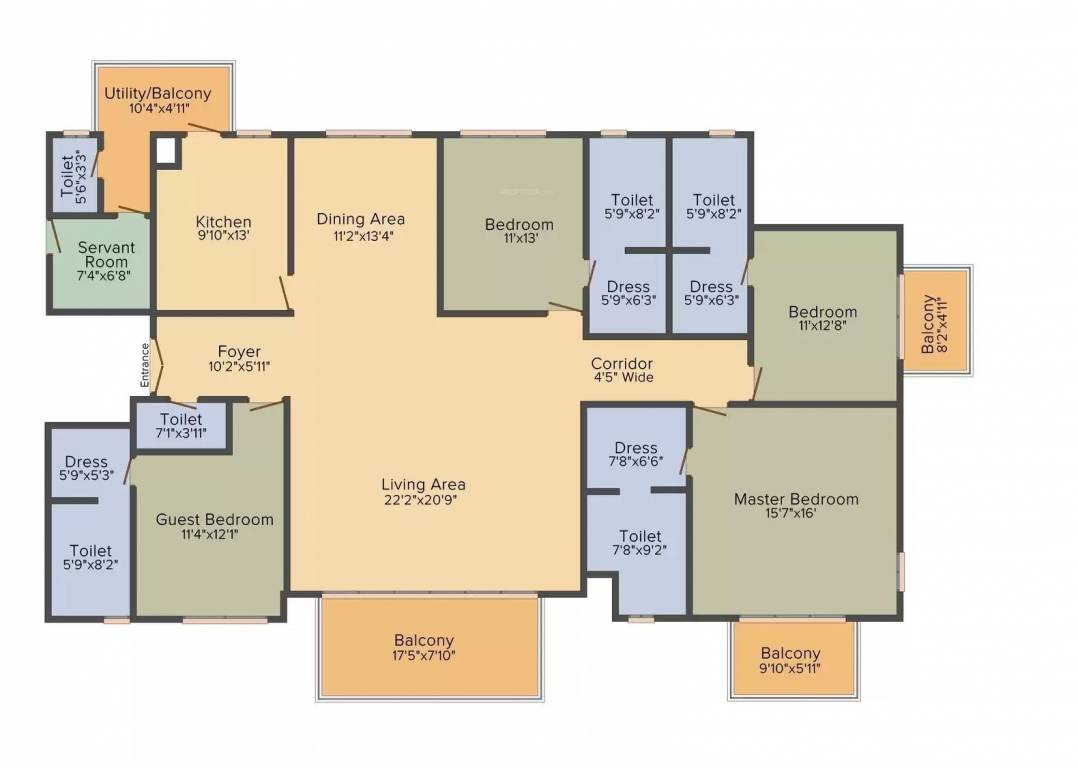 Utility/Balcony
10'4"x4'11"
Toilet
5'6"x3'3"
Kitchen
9'10"x13'
Dining Area
11'2"x13'4"
Bedroom
11'x13'
Toilet
5'9"x8'2"
Toilet
5'9"x8'2"
Servant
Room
7'4"x6'8"
Dress
5'9"x6'3"
Dress
5'9"x6'3"
Bedroom
11'x12'8"
Balcony
8'2"x4'11"
Entrance
Foyer
10'2"x5'11"
Corridor
4'5" Wide
Toilet
7'1"x3'11"
Dress
5'9"x5'3"
Dress
7'8"x6'6"
Living Area
22'2"x20'9"
Master Bedroom
15'7"x16'
Guest Bedroom
11'4"x12'1"
Toilet
5'9"x8'2"
Toilet
7'8"x9'2"
Balcony
17'5"x7'10"
Balcony
9'10"x5'11"